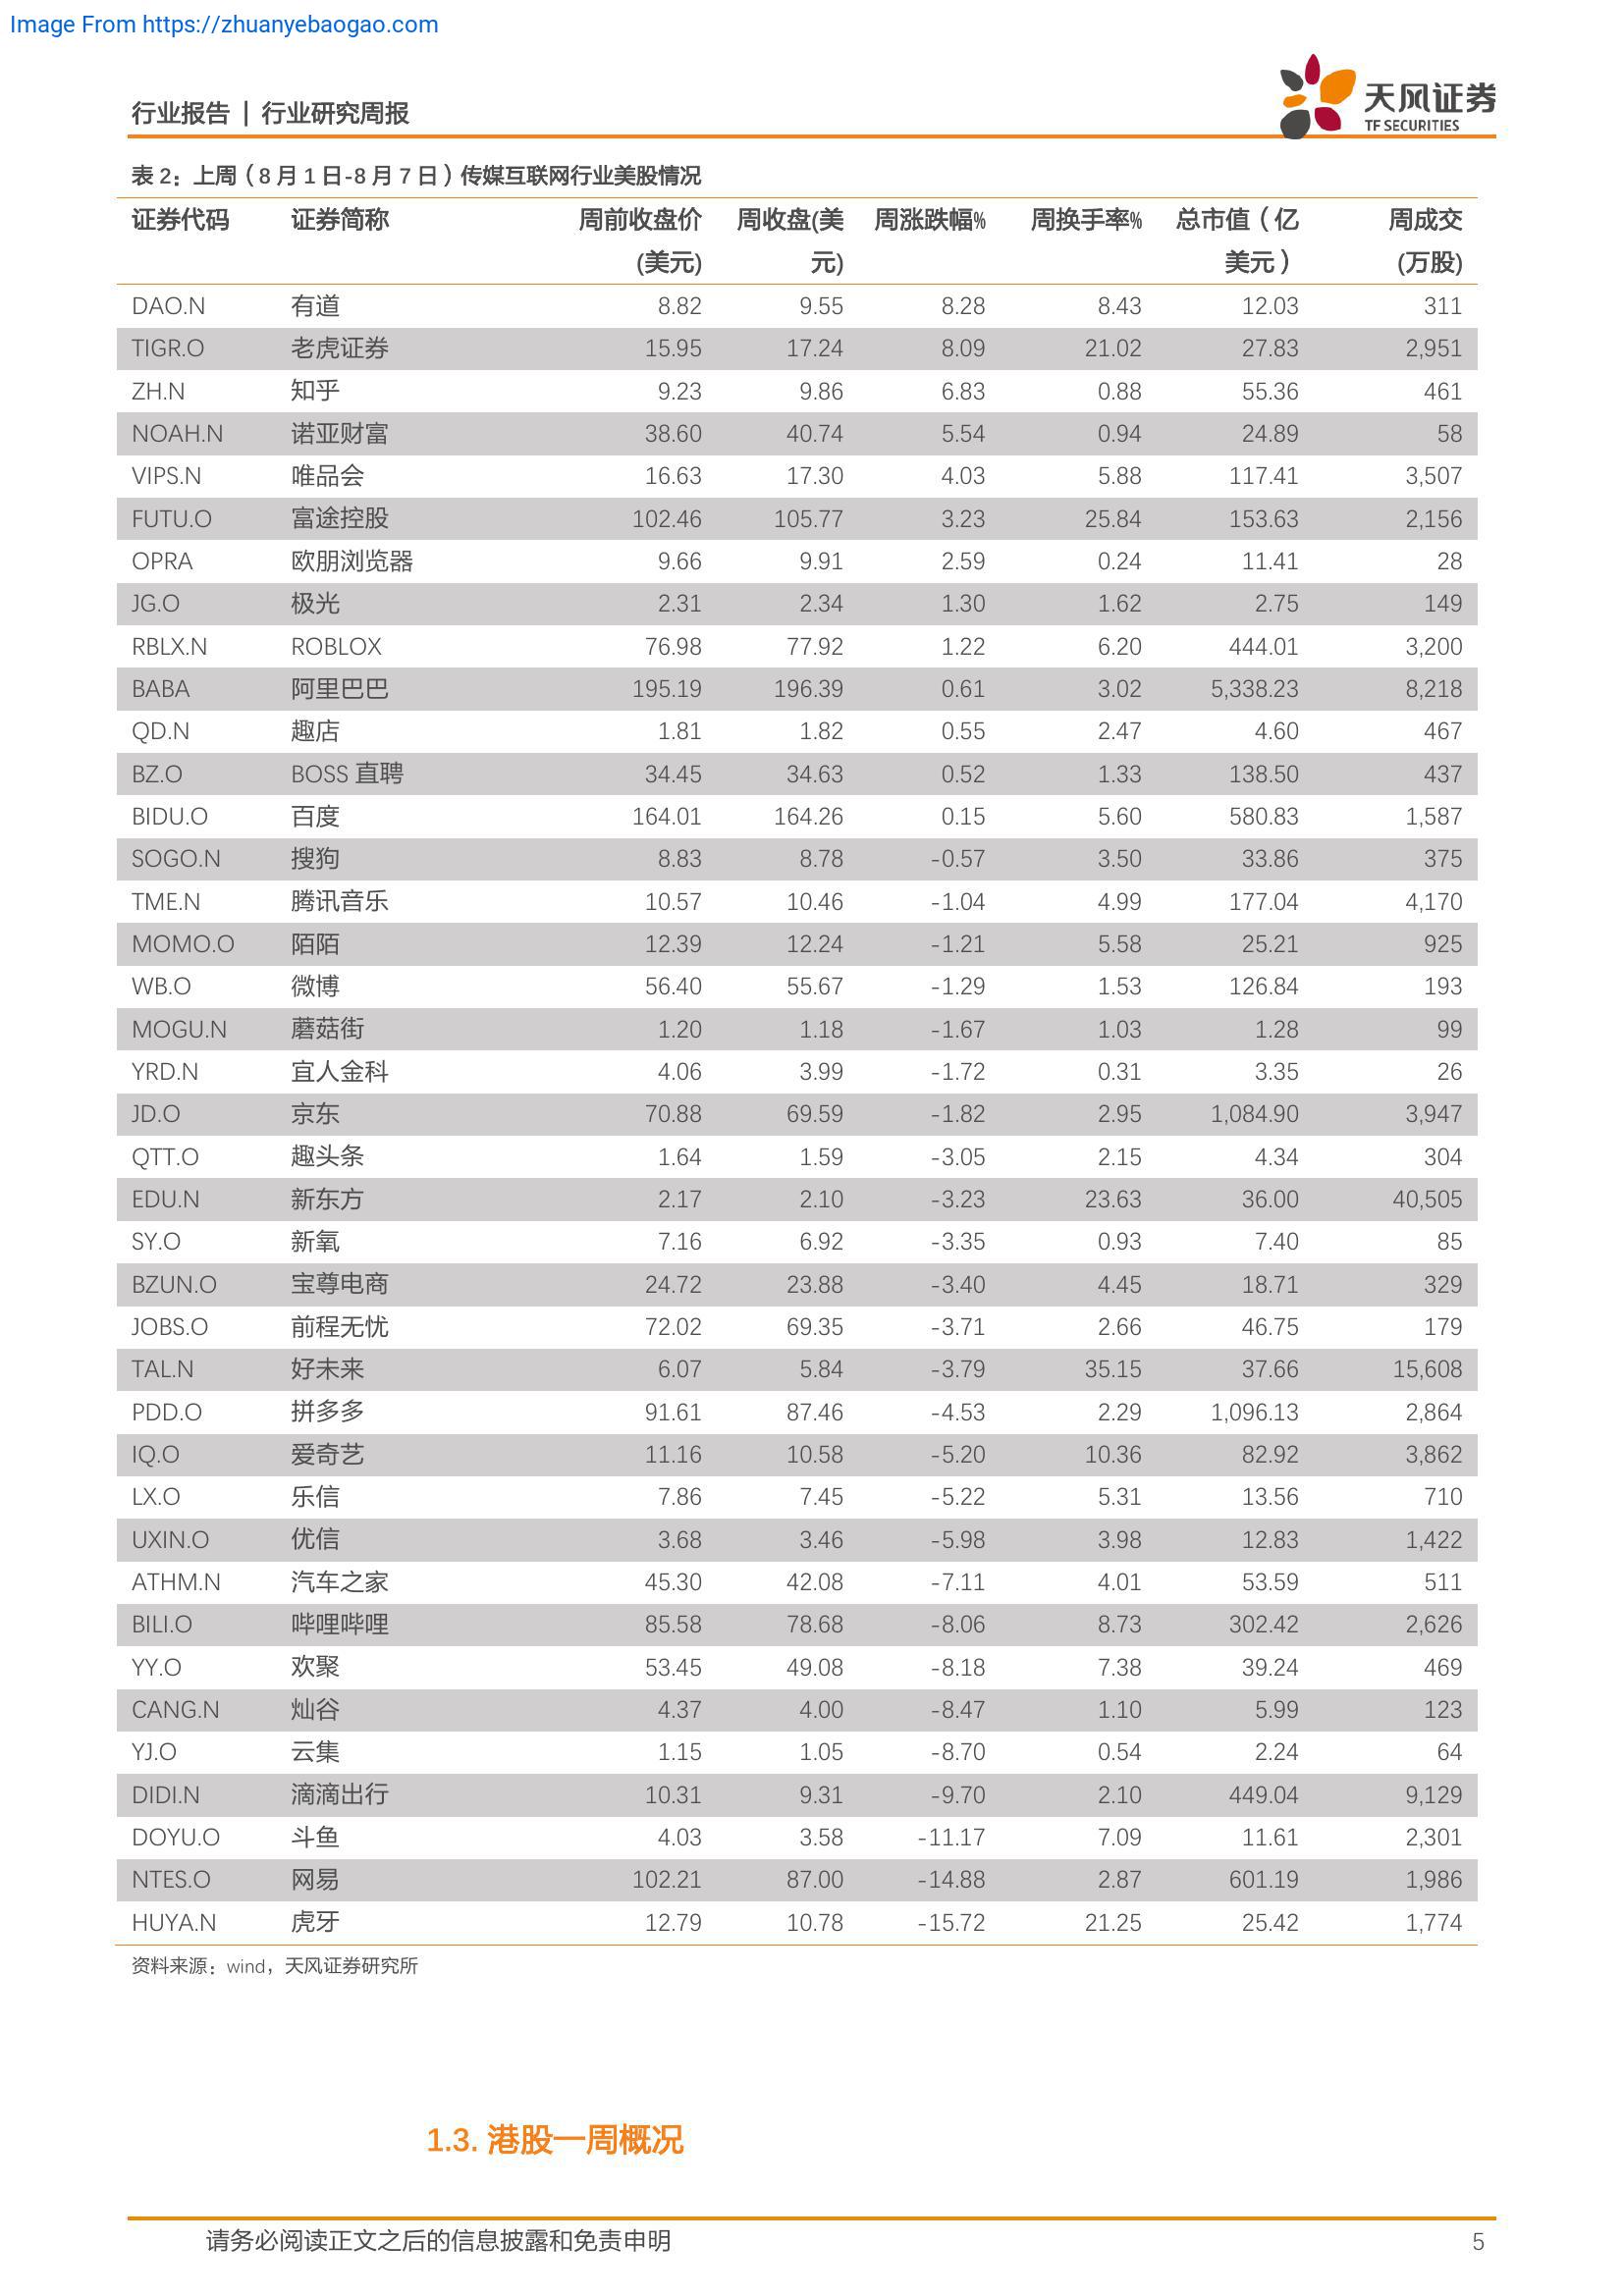 Image From https://zhuanyebaogao.com
行业报告 | 行业研究周报
天风证券
TF SECURITIES
表 2：上周（8 月 1 日-8 月 7 日）传媒互联网行业美股情况
证券代码 证券简称 周前收盘价 周收盘(美 周涨跌幅% 周换手率% 总市值（亿 周成交
(美元) 元) 美元） (万股)
DAO.N 有道 8.82 9.55 8.28 8.43 12.03 311
TIGR.O 老虎证券 15.95 17.24 8.09 21.02 27.83 2,951
ZH.N 知乎 9.23 9.86 6.83 0.88 55.36 461
NOAH.N 诺亚财富 38.60 40.74 5.54 0.94 24.89 58
VIPS.N 唯品会 16.63 17.30 4.03 5.88 117.41 3,507
FUTU.O 富途控股 102.46 105.77 3.23 25.84 153.63 2,156
OPRA 欧朋浏览器 9.66 9.91 2.59 0.24 11.41 28
JG.O 极光 2.31 2.34 1.30 1.62 2.75 149
RBLX.N ROBLOX 76.98 77.92 1.22 6.20 444.01 3,200
BABA 阿里巴巴 195.19 196.39 0.61 3.02 5,338.23 8,218
QD.N 趣店 1.81 1.82 0.55 2.47 4.60 467
BZ.O BOSS 直聘 34.45 34.63 0.52 1.33 138.50 437
BIDU.O 百度 164.01 164.26 0.15 5.60 580.83 1,587
SOGO.N 搜狗 8.83 8.78 -0.57 3.50 33.86 375
TME.N 腾讯音乐 10.57 10.46 -1.04 4.99 177.04 4,170
MOMO.O 陌陌 12.39 12.24 -1.21 5.58 25.21 925
WB.O 微博 56.40 55.67 -1.29 1.53 126.84 193
MOGU.N 蘑菇街 1.20 1.18 -1.67 1.03 1.28 99
YRD.N 宜人金科 4.06 3.99 -1.72 0.31 3.35 26
JD.O 京东 70.88 69.59 -1.82 2.95 1,084.90 3,947
QTT.O 趣头条 1.64 1.59 -3.05 2.15 4.34 304
EDU.N 新东方 2.17 2.10 -3.23 23.63 36.00 40,505
SY.O 新氧 7.16 6.92 -3.35 0.93 7.40 85
BZUN.O 宝尊电商 24.72 23.88 -3.40 4.45 18.71 329
JOBS.O 前程无忧 72.02 69.35 -3.71 2.66 46.75 179
TAL.N 好未来 6.07 5.84 -3.79 35.15 37.66 15,608
PDD.O 拼多多 91.61 87.46 -4.53 2.29 1,096.13 2,864
IQ.O 爱奇艺 11.16 10.58 -5.20 10.36 82.92 3,862
LX.O 乐信 7.86 7.45 -5.22 5.31 13.56 710
UXIN.O 优信 3.68 3.46 -5.98 3.98 12.83 1,422
ATHM.N 汽车之家 45.30 42.08 -7.11 4.01 53.59 511
BILI.O 哔哩哔哩 85.58 78.68 -8.06 8.73 302.42 2,626
YY.O 欢聚 53.45 49.08 -8.18 7.38 39.24 469
CANG.N 灿谷 4.37 4.00 -8.47 1.10 5.99 123
YJ.O 云集 1.15 1.05 -8.70 0.54 2.24 64
DIDI.N 滴滴出行 10.31 9.31 -9.70 2.10 449.04 9,129
DOYU.O 斗鱼 4.03 3.58 -11.17 7.09 11.61 2,301
NTES.O 网易 102.21 87.00 -14.88 2.87 601.19 1,986
HUYA.N 虎牙 12.79 10.78 -15.72 21.25 25.42 1,774
资料来源：wind，天风证券研究所
1.3. 港股一周概况
请务必阅读正文之后的信息披露和免责申明 5